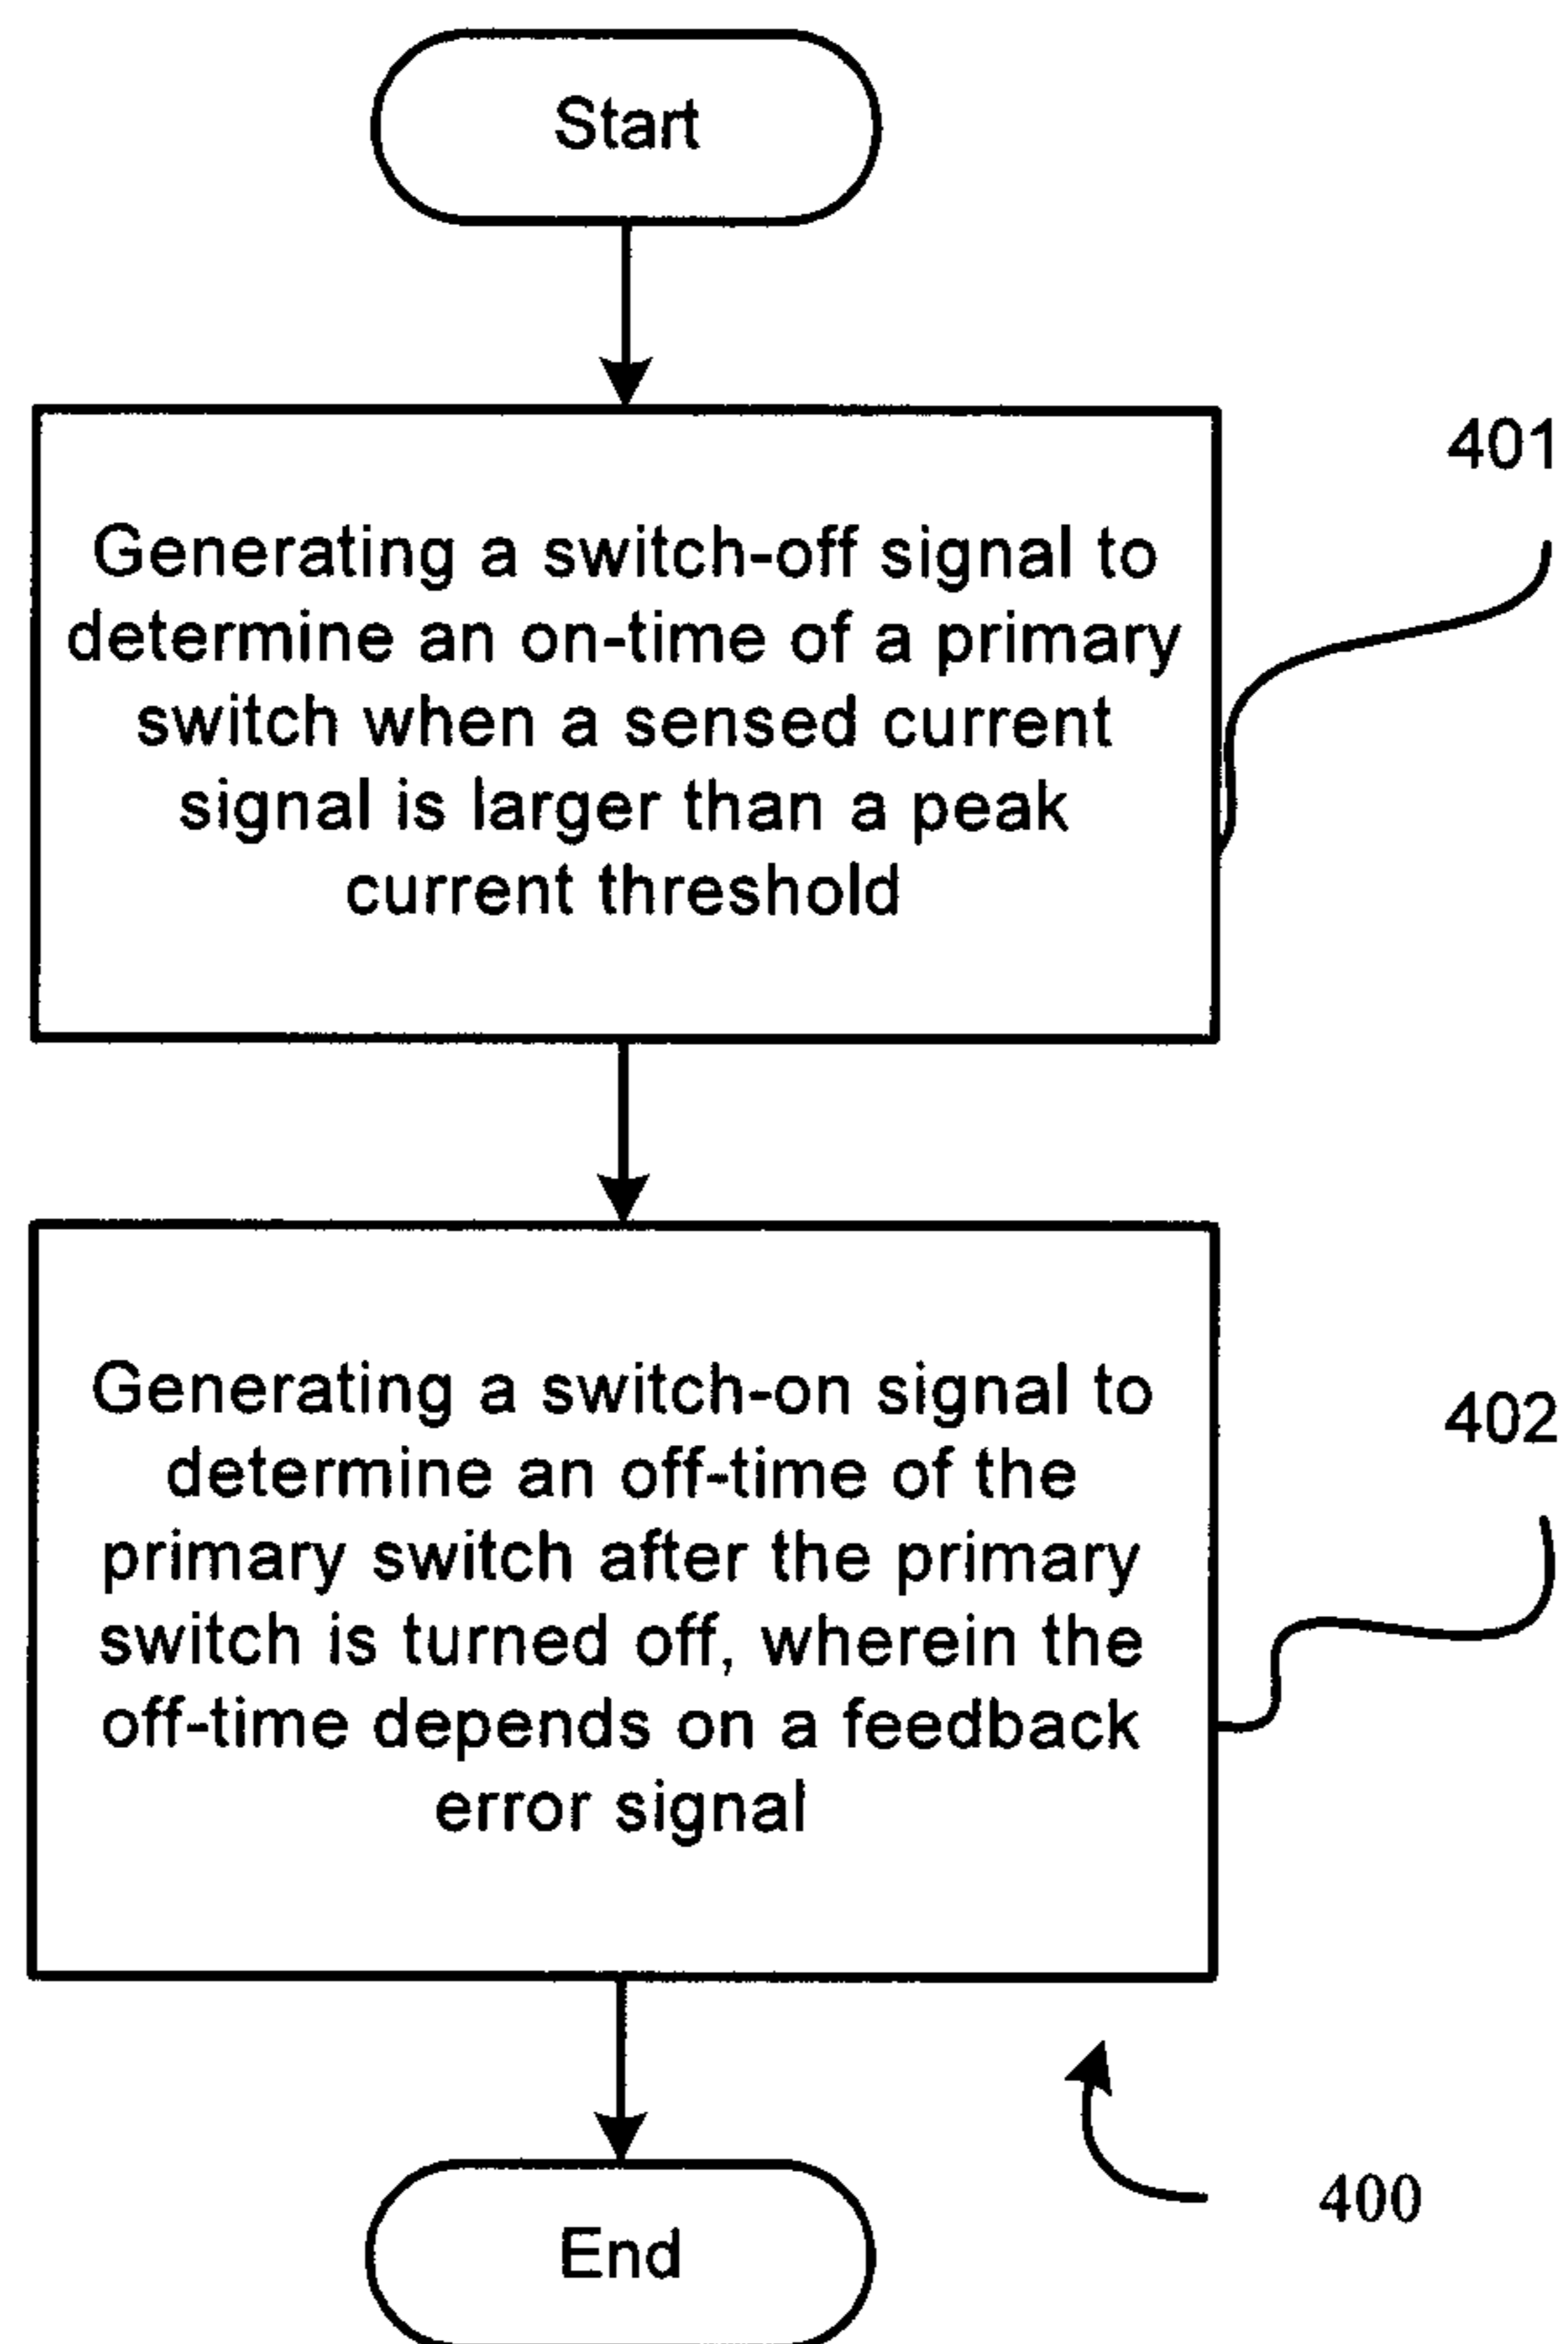 Start
401
Generating a switch-off signal to
determine an on-time of a primary
switch when a sensed current
signal is larger than a peak
current threshold
402
Generating a switch-on signal to
determine an off-time of the
primary switch after the primary
switch is turned off, wherein the
off-time depends on a feedback
error signal
400
End